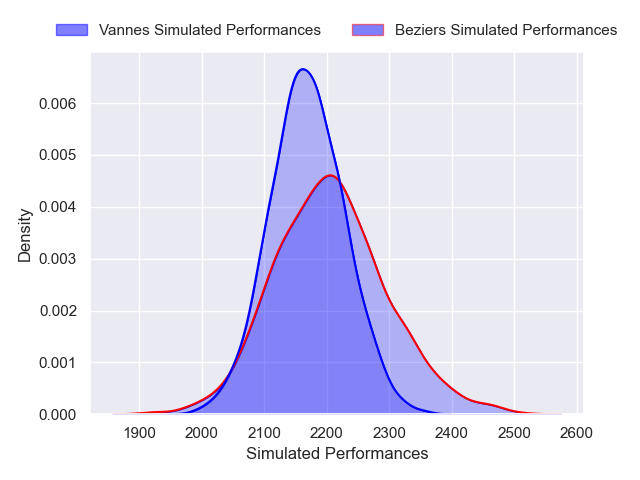 Vannes Simulated Performances Beziers Simulated Performances
0.006
0.005
0.004
0.003
0.002
0.001
0.000
Density
1900 2000 2100 2200 2300 2400 2500 2600
Simulated Performances